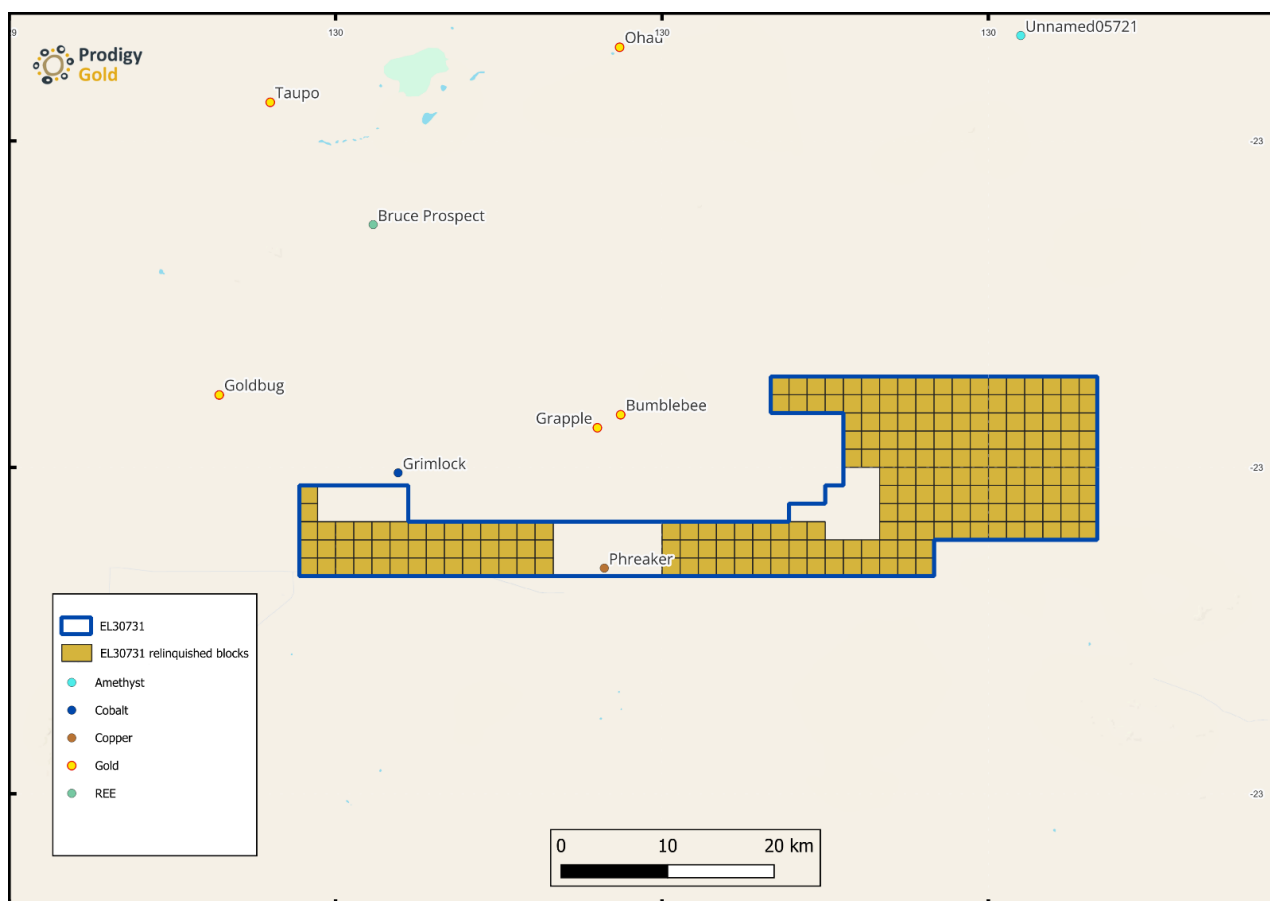 9
130
130
130
Prodigy
Gold
Ohau
Unnamed05721
Taupo
-23
Bruce Prospect
Goldbug
Bumblebee
Grapple
Grimlock
-23
Phreaker
EL30731
EL30731 relinquished blocks
Amethyst
Cobalt
Copper
Gold
REE
-23
0 10 20 km